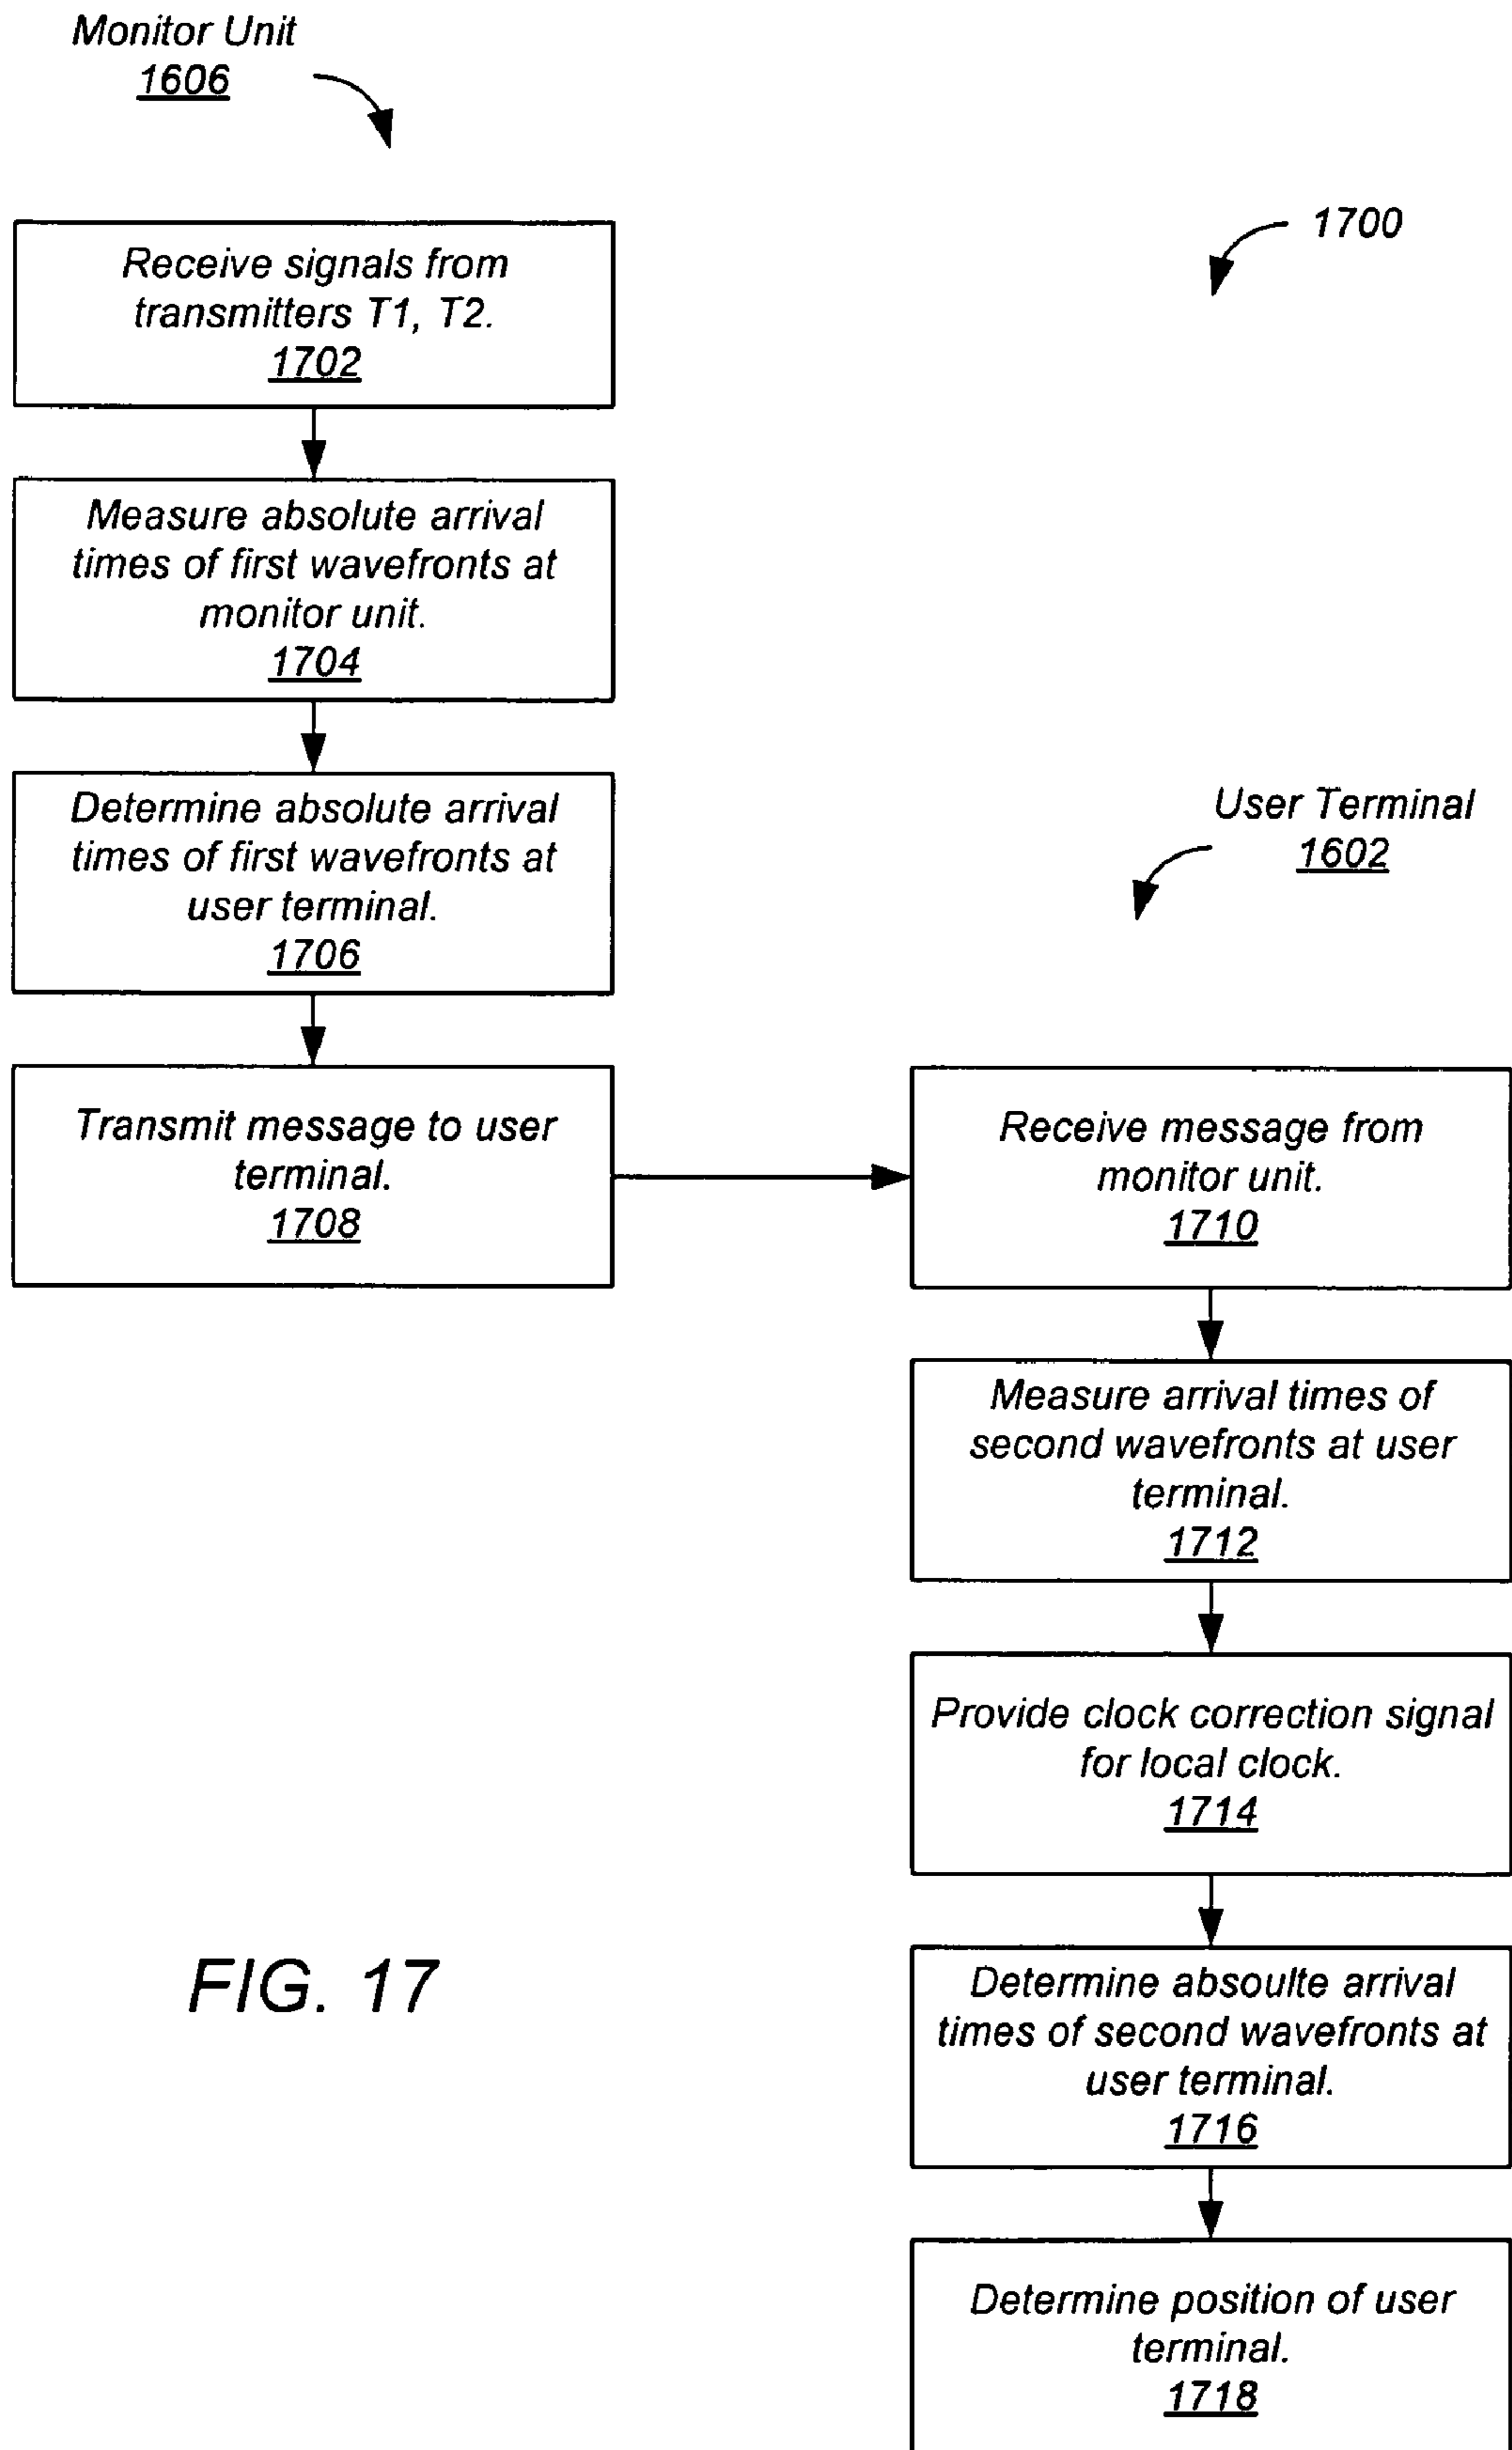 Monitor Unit
1606
1700
Receive signals from
transmitters T1, T2.
1702
Measure absolute arrival
times of first wavefronts at
monitor unit.
1704
Determine absolute arrival
times of first wavefronts at
user terminal.
1706
Transmit message to user
terminal.
1708
User Terminal
1602
Receive message from
monitor unit.
1710
Measure arrival times of
second wavefronts at user
terminal.
1712
Provide clock correction signal
for local clock.
1714
Determine absoulte arrival
times of second wavefronts at
user terminal.
1716
Determine position of user
terminal.
1718
FIG. 17